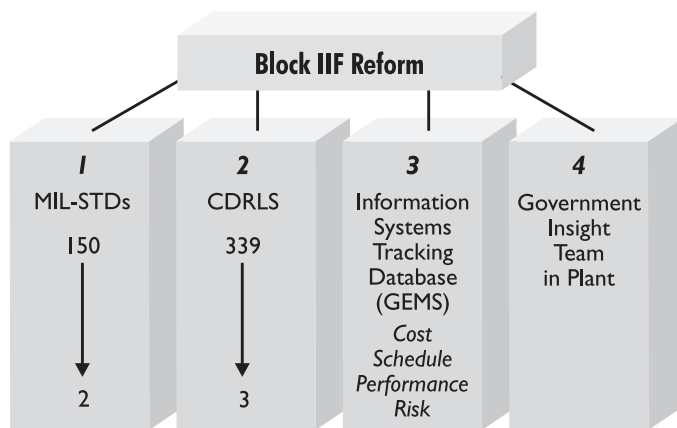 Block IIF Reform
1
MIL-STDs
150
2
2
CDRLS
339
3
3
Information
Systems
Tracking
Database
(GEMS)
Cost
Schedule
Performance
Risk
4
Government
Insight
Team
in Plant